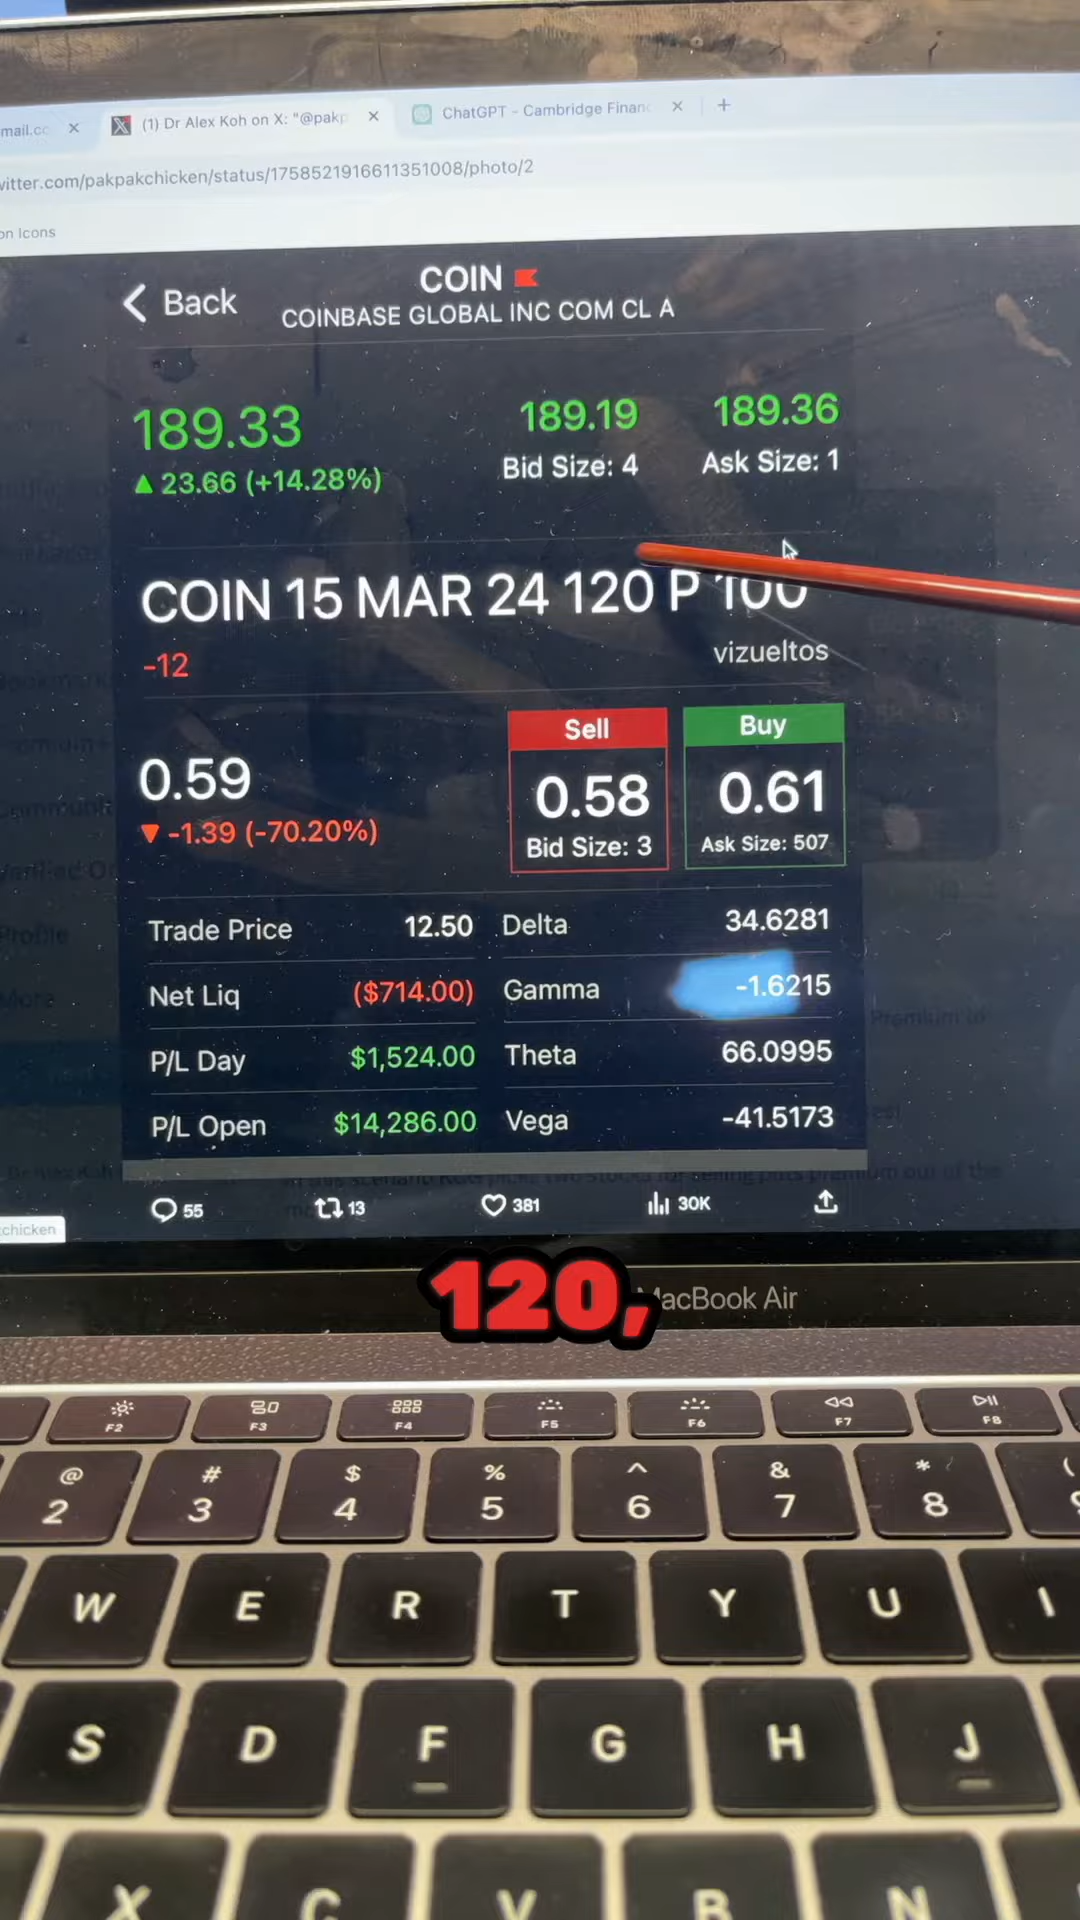 mail.co
(1) Dr Alex Koh on X: "@pakp
ChatGPT - Cambridge Financ
witter.com/pakpakchicken/status/1758521916611351008/photo/2
on Icons
Back
COIN
COINBASE GLOBAL INC COM CL A
189.33
189.19
189.36
▲ 23.66 (+14.28%)
Bid Size: 4
Ask Size: 1
COIN 15 MAR 24 120 P 100
-12
vizueltos
0.59
▼ -1.39 (-70.20%)
Sell
0.58
Bid Size: 3
Buy
0.61
Ask Size: 507
Trade Price 12.50 Delta 34.6281
Net Liq ($714.00) Gamma -1.6215
P/L Day $1,524.00 Theta 66.0995
P/L Open $14,286.00 Vega -41.5173
55 13 381 30K
chicken
120,
MacBook Air
F2 F3 F4 F5 F6 F7 F8
@ # $ % ^ & * (
2 3 4 5 6 7 8
W E R T Y U I
S D F G H J
X C V B N